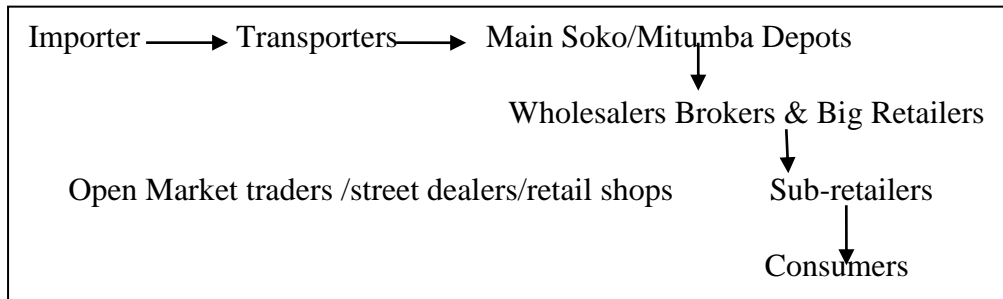 Importer Transporters Main Soko/Mitumba Depots
Wholesalers Brokers & Big Retailers
Open Market traders /street dealers/retail shops Sub-retailers
Consumers